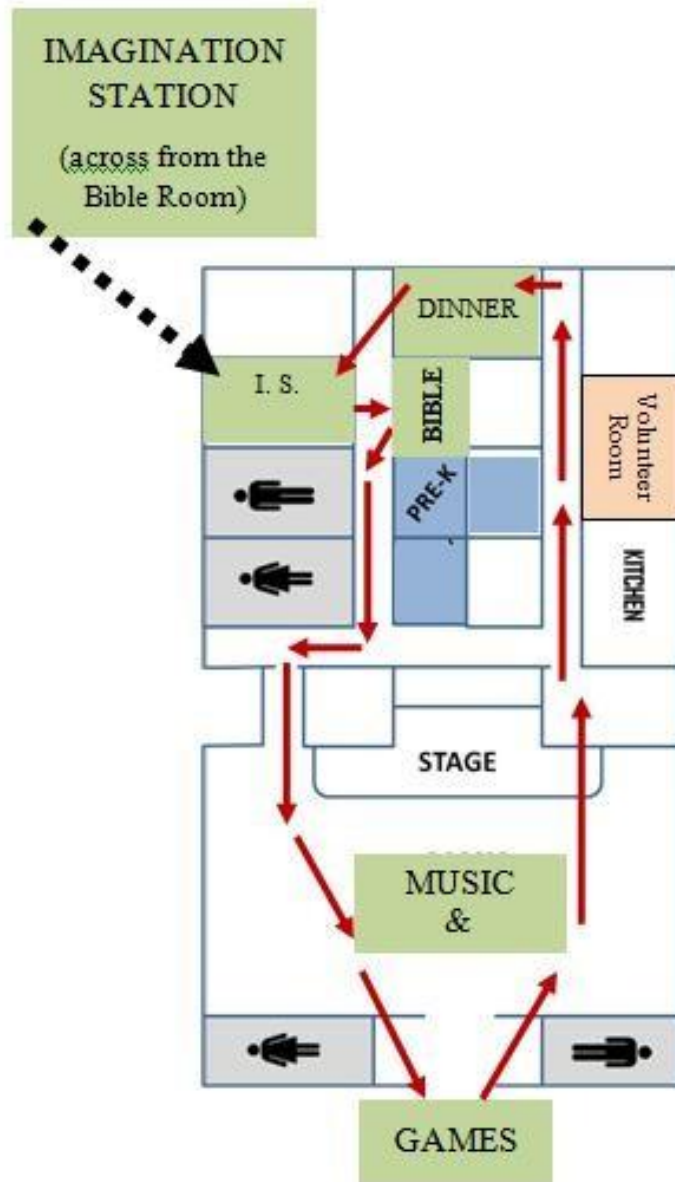 IMAGINATION
STATION
(across from the
Bible Room)
DINNER
I. S.
BIBLE
Volunteer
Room
PRE-K
KITCHEN
STAGE
MUSIC
&
GAMES